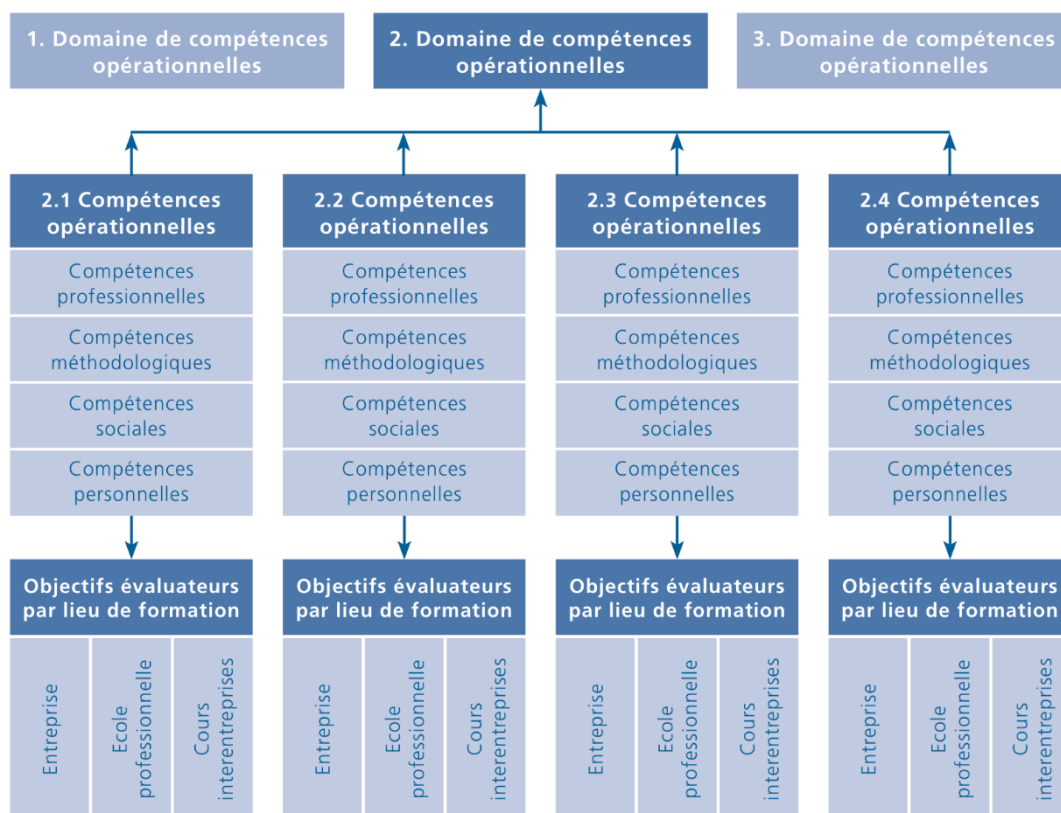 1. Domaine de compétences
opérationnelles
2. Domaine de compétences
opérationnelles
3. Domaine de compétences
opérationnelles
2.1 Compétences
opérationnelles
Compétences
professionnelles
Compétences
méthodologiques
Compétences
sociales
Compétences
personnelles
Objectifs évaluateurs
par lieu de formation
Entreprise
Ecole
professionnelle
Cours
interentreprises
2.2 Compétences
opérationnelles
Compétences
professionnelles
Compétences
méthodologiques
Compétences
sociales
Compétences
personnelles
Objectifs évaluateurs
par lieu de formation
Entreprise
Ecole
professionnelle
Cours
interentreprises
2.3 Compétences
opérationnelles
Compétences
professionnelles
Compétences
méthodologiques
Compétences
sociales
Compétences
personnelles
Objectifs évaluateurs
par lieu de formation
Entreprise
Ecole
professionnelle
Cours
interentreprises
2.4 Compétences
opérationnelles
Compétences
professionnelles
Compétences
méthodologiques
Compétences
sociales
Compétences
personnelles
Objectifs évaluateurs
par lieu de formation
Entreprise
Ecole
professionnelle
Cours
interentreprises